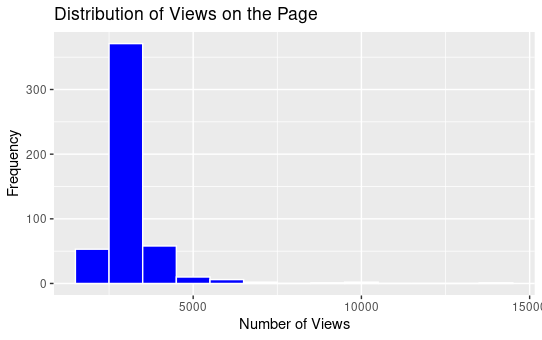 Distribution of Views on the Page
Frequency
300
200
100
0
5000
10000
15000
Number of Views